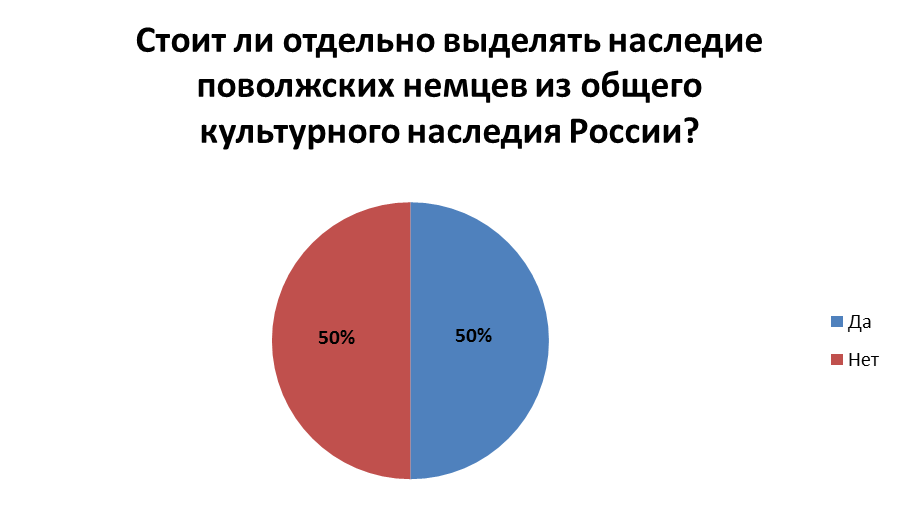 Стоит ли отдельно выделять наследие
поволжских немцев из общего
культурного наследия России?
50%
50%
Да
Нет